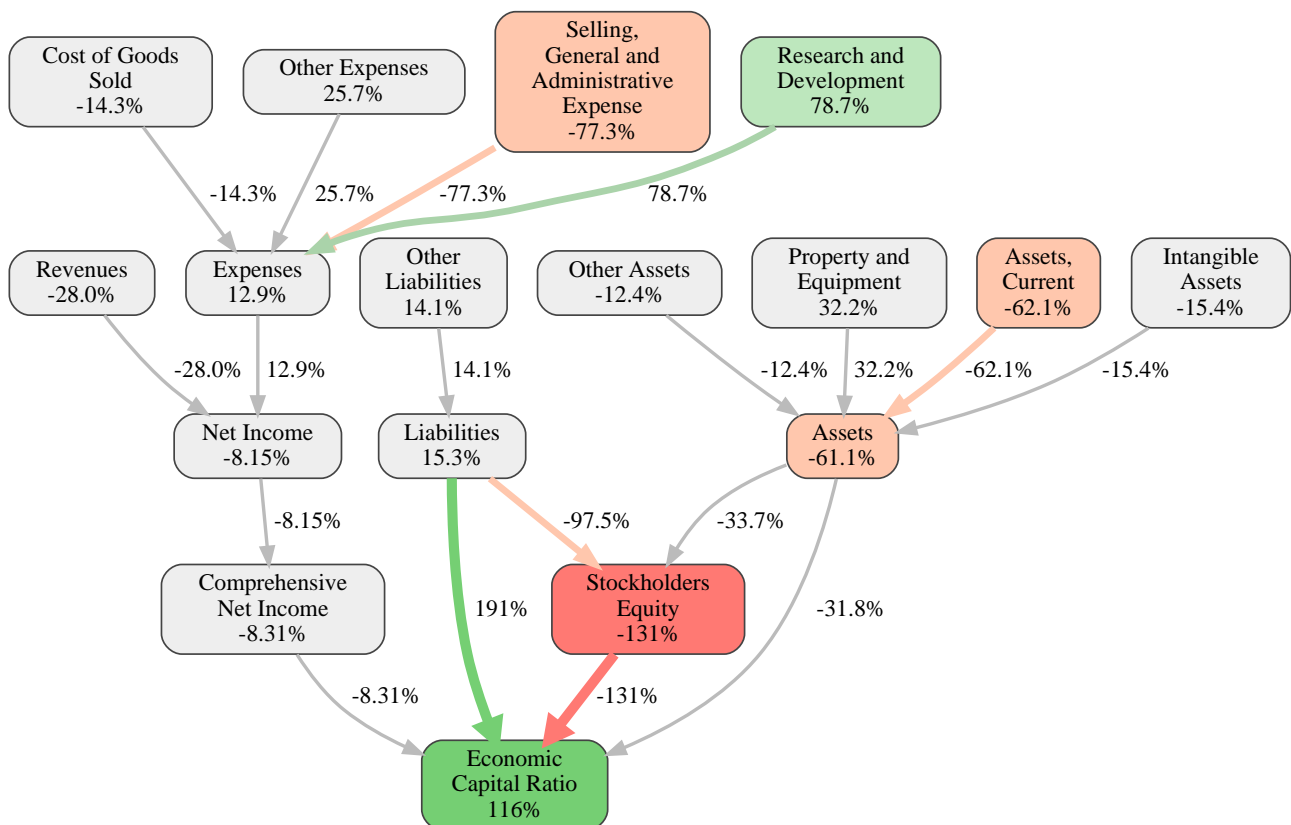 Cost of Goods
Sold
-14.3%
Other Expenses
25.7%
Selling,
General and
Administrative
Expense
-77.3%
Research and
Development
78.7%
-14.3%
25.7%
-77.3%
78.7%
Revenues
-28.0%
Expenses
12.9%
Other
Liabilities
14.1%
Other Assets
-12.4%
Property and
Equipment
32.2%
Assets,
Current
-62.1%
Intangible
Assets
-15.4%
-28.0%
12.9%
14.1%
-12.4%
32.2%
-62.1%
-15.4%
Net Income
-8.15%
Liabilities
15.3%
Assets
-61.1%
-8.15%
-97.5%
-33.7%
Comprehensive
Net Income
-8.31%
191%
Stockholders
Equity
-131%
-31.8%
-8.31%
-131%
Economic
Capital Ratio
116%